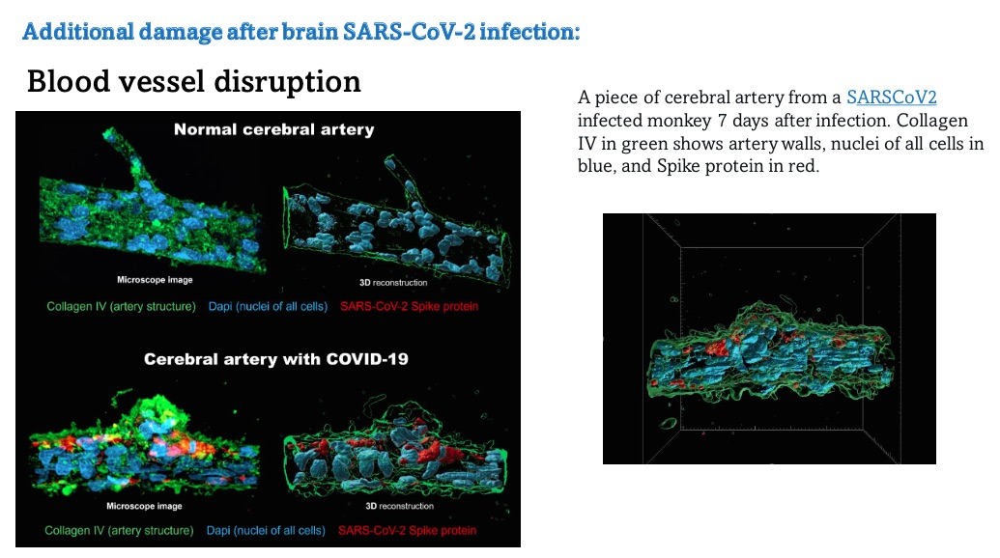 Additional damage after brain SARS-CoV-2 infection:
Blood vessel disruption
Normal cerebral artery
Microscope image
3D reconstruction
Collagen IV (artery structure) Dapi (nuclei of all cells) SARS-CoV-2 Spike protein
Cerebral artery with COVID-19
Microscope image
3D reconstruction
Collagen IV (artery structure) Dapi (nuclei of all cells) SARS-CoV-2 Spike protein
A piece of cerebral artery from a SARSCoV2
infected monkey 7 days after infection. Collagen
IV in green shows artery walls, nuclei of all cells in
blue, and Spike protein in red.